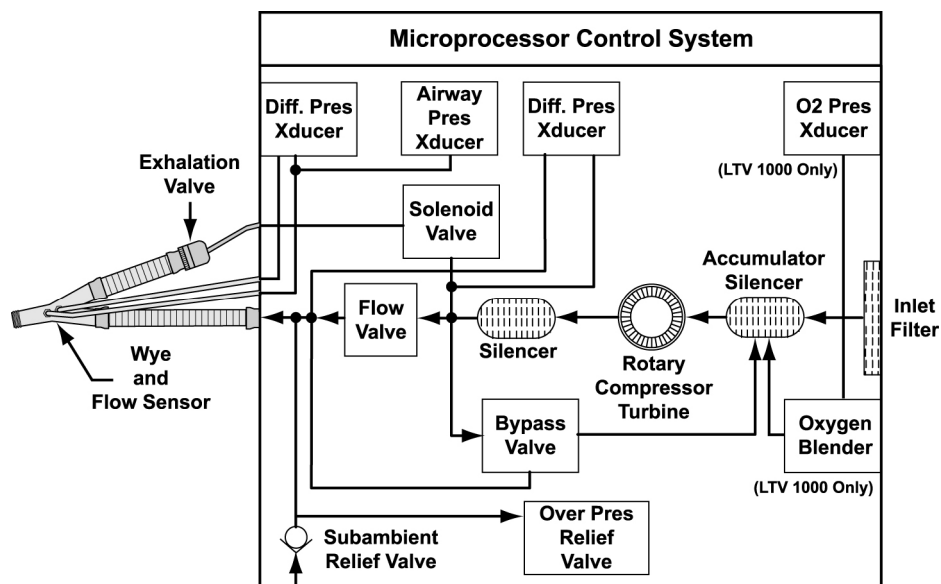 Microprocessor Control System
Diff. Pres
Xducer
Airway
Pres
Xducer
Diff. Pres
Xducer
O2 Pres
Xducer
(LTV 1000 Only)
Exhalation
Valve
Solenoid
Valve
Accumulator
Silencer
Inlet
Filter
Flow
Valve
Silencer
Rotary
Compressor
Turbine
Wye
and
Flow Sensor
Bypass
Valve
Oxygen
Blender
(LTV 1000 Only)
Over Pres
Relief
Valve
Subambient
Relief Valve